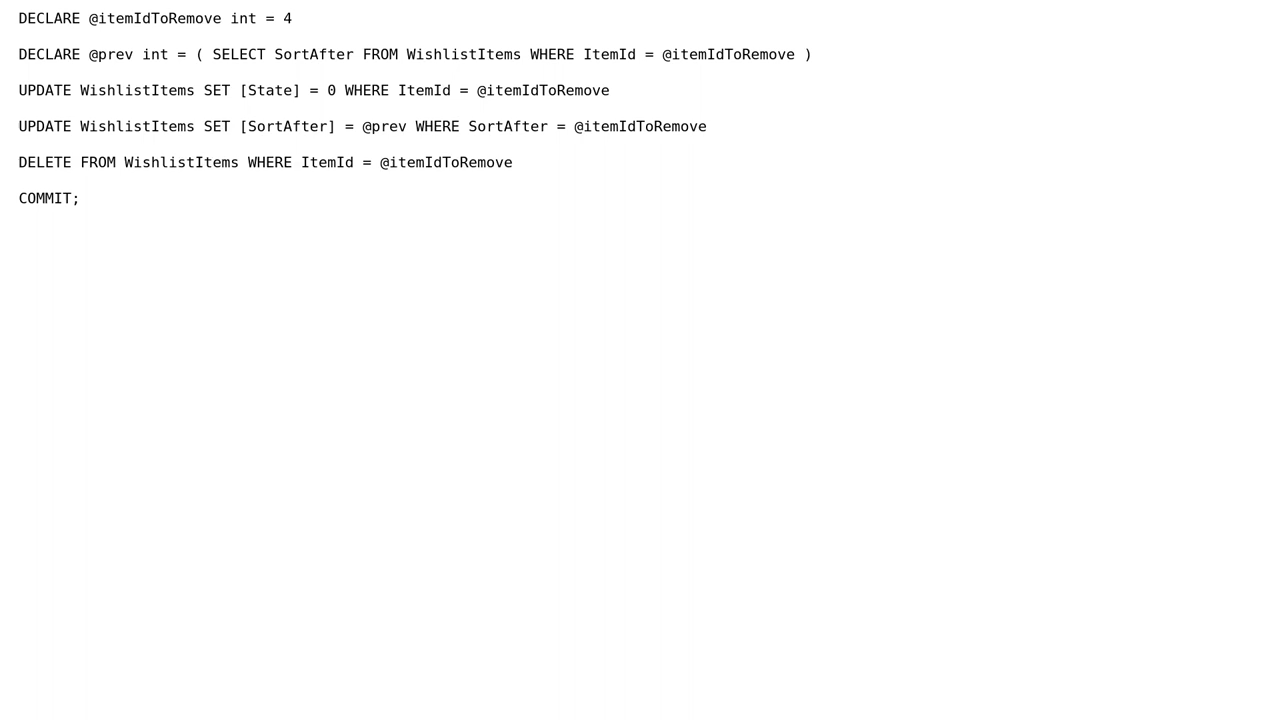 DECLARE @itemIdToRemove int = 4
DECLARE @prev int = ( SELECT SortAfter FROM WishlistItems WHERE ItemId = @itemIdToRemove )
UPDATE WishlistItems SET [State] = 0 WHERE ItemId = @itemIdToRemove
UPDATE WishlistItems SET [SortAfter] = @prev WHERE SortAfter = @itemIdToRemove
DELETE FROM WishlistItems WHERE ItemId = @itemIdToRemove
COMMIT;